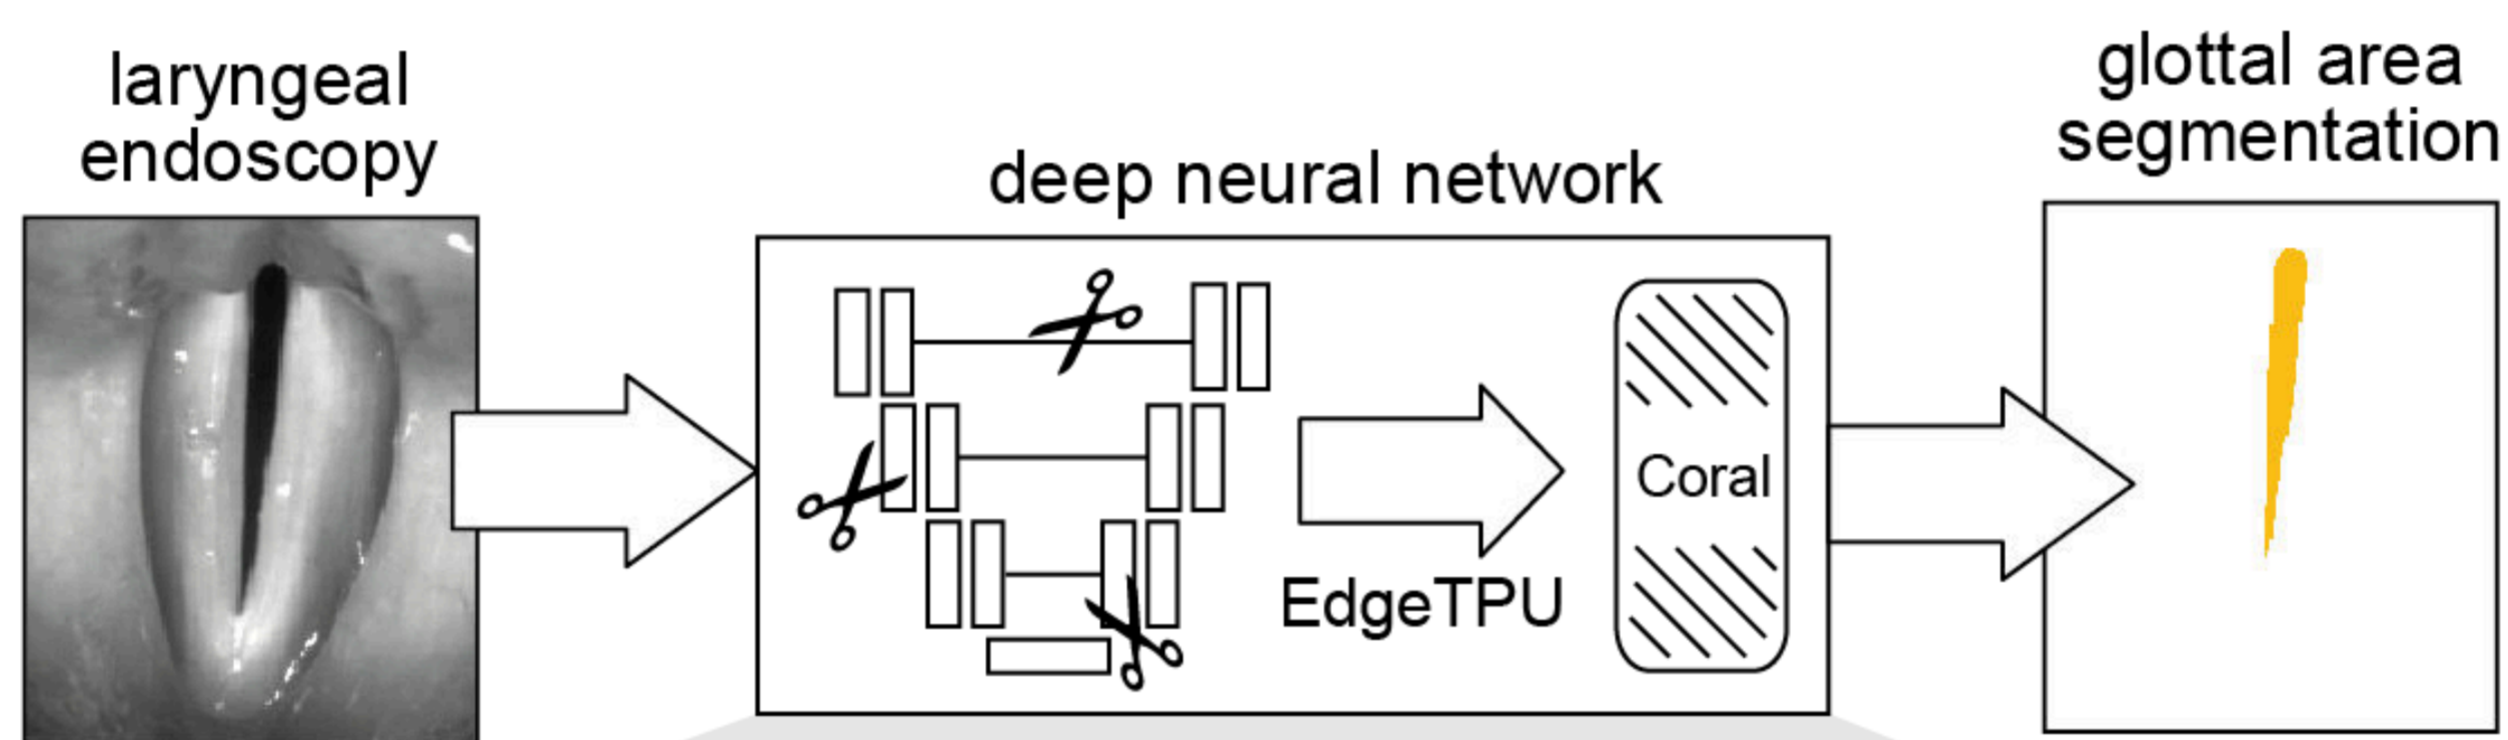 laryngeal
endoscopy
deep neural network
EdgeTPU
Coral
glottal area
segmentation